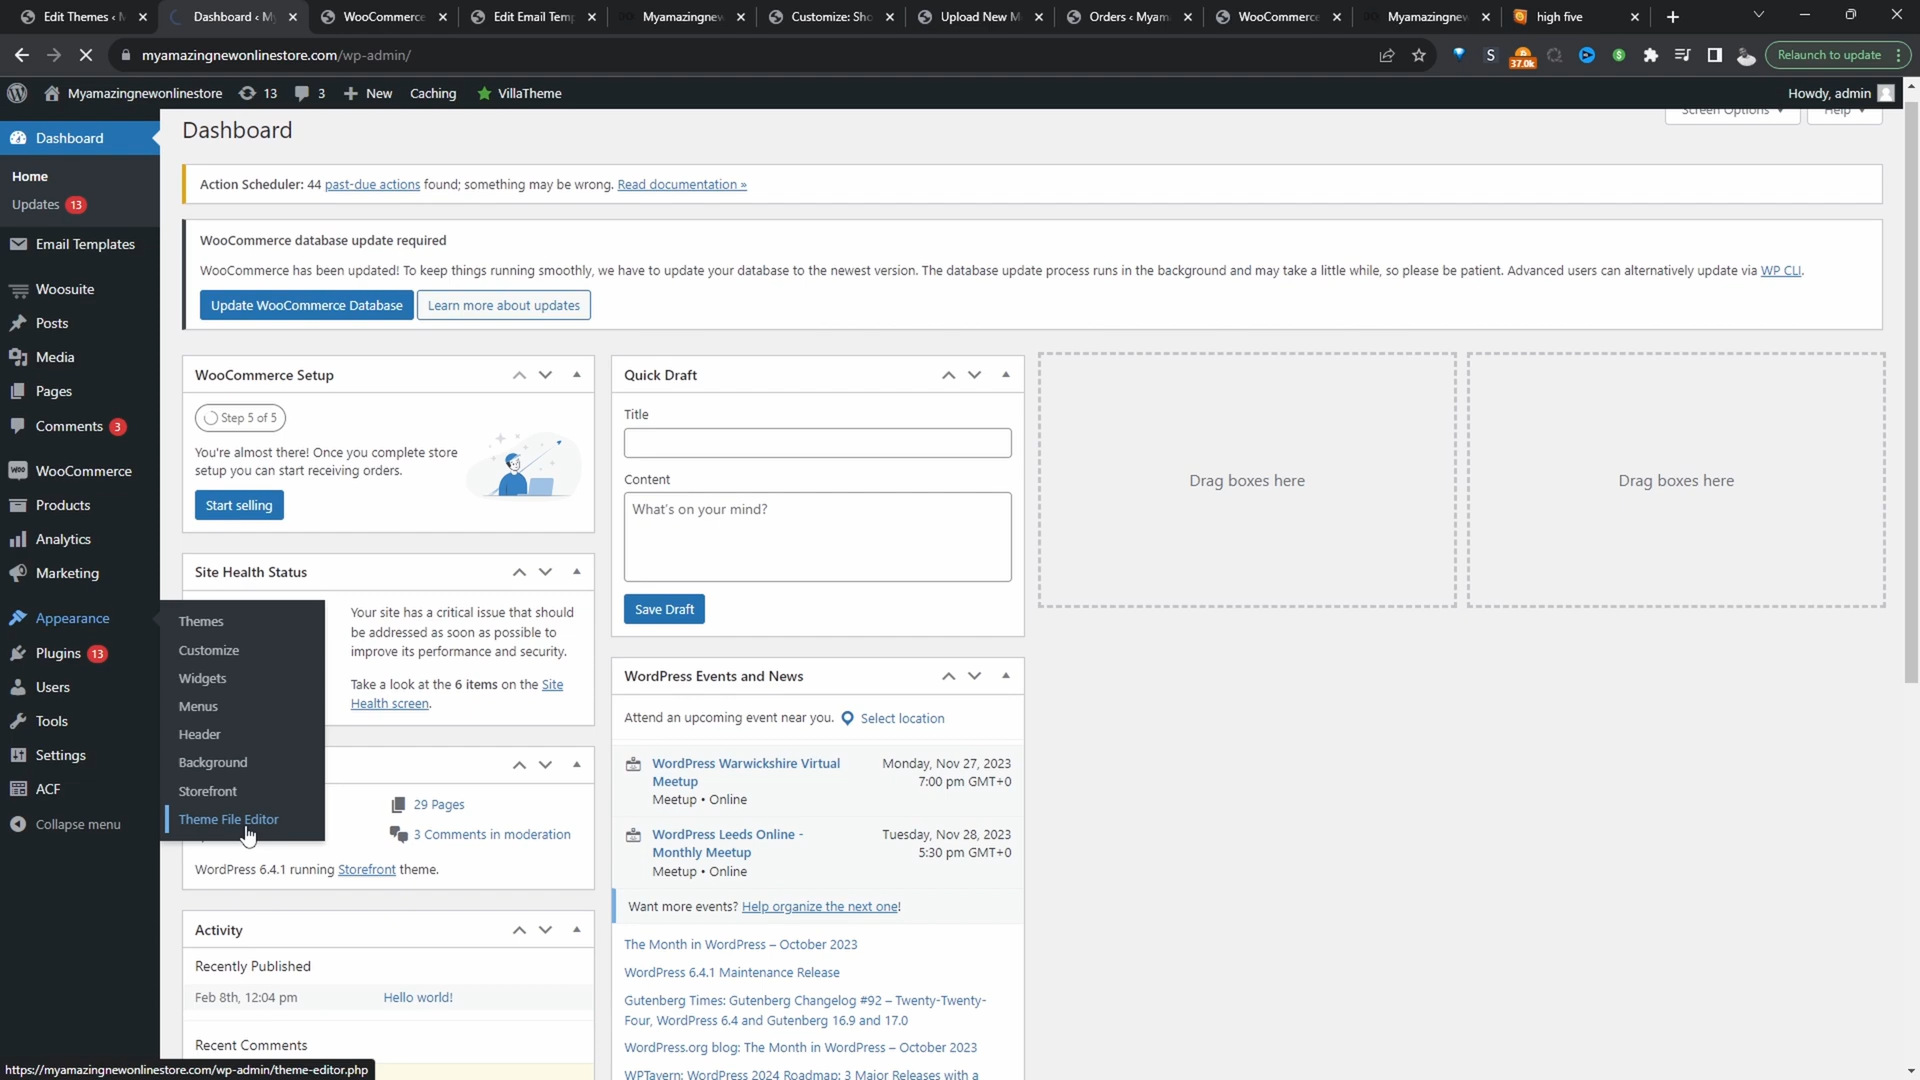 Edit Themes ‹ M
Dashboard ‹ My
WooCommerce
Edit Email Temp
Myamazingnew
Customize: Sho
Upload New M
Orders ‹ Myam
WooCommerce
Myamazingnew
high five
myamazingnewonlinestore.com/wp-admin/
S
37.0k
Relaunch to update
Myamazingnewonlinestore
13
3
New
Caching
VillaTheme
Howdy, admin
Dashboard
Home
Updates 13
Email Templates
Woosuite
Posts
Media
Pages
Comments 3
WooCommerce
Products
Analytics
Marketing
Appearance
Plugins 13
Users
Tools
Settings
ACF
Collapse menu
Themes
Customize
Widgets
Menus
Header
Background
Storefront
Theme File Editor
Dashboard
Screen Options
Help
Action Scheduler: 44 past-due actions found; something may be wrong. Read documentation »
WooCommerce database update required
WooCommerce has been updated! To keep things running smoothly, we have to update your database to the newest version. The database update process runs in the background and may take a little while, so please be patient. Advanced users can alternatively update via WP CLI.
Update WooCommerce Database
Learn more about updates
WooCommerce Setup
Step 5 of 5
You're almost there! Once you complete store
setup you can start receiving orders.
Start selling
Site Health Status
Your site has a critical issue that should
be addressed as soon as possible to
improve its performance and security.
Take a look at the 6 items on the Site
Health screen.
29 Pages
3 Comments in moderation
WordPress 6.4.1 running Storefront theme.
Activity
Recently Published
Feb 8th, 12:04 pm
Hello world!
Recent Comments
Quick Draft
Title
Content
What's on your mind?
Save Draft
WordPress Events and News
Attend an upcoming event near you. Select location
WordPress Warwickshire Virtual
Meetup
Meetup • Online
Monday, Nov 27, 2023
7:00 pm GMT+0
WordPress Leeds Online -
Monthly Meetup
Meetup • Online
Tuesday, Nov 28, 2023
5:30 pm GMT+0
Want more events? Help organize the next one!
The Month in WordPress – October 2023
WordPress 6.4.1 Maintenance Release
Gutenberg Times: Gutenberg Changelog #92 – Twenty-Twenty-
Four, WordPress 6.4 and Gutenberg 16.9 and 17.0
WordPress.org blog: The Month in WordPress – October 2023
WPTavern: WordPress 2024 Roadmap: 3 Major Releases with a
Drag boxes here
Drag boxes here
https://myamazingnewonlinestore.com/wp-admin/theme-editor.php